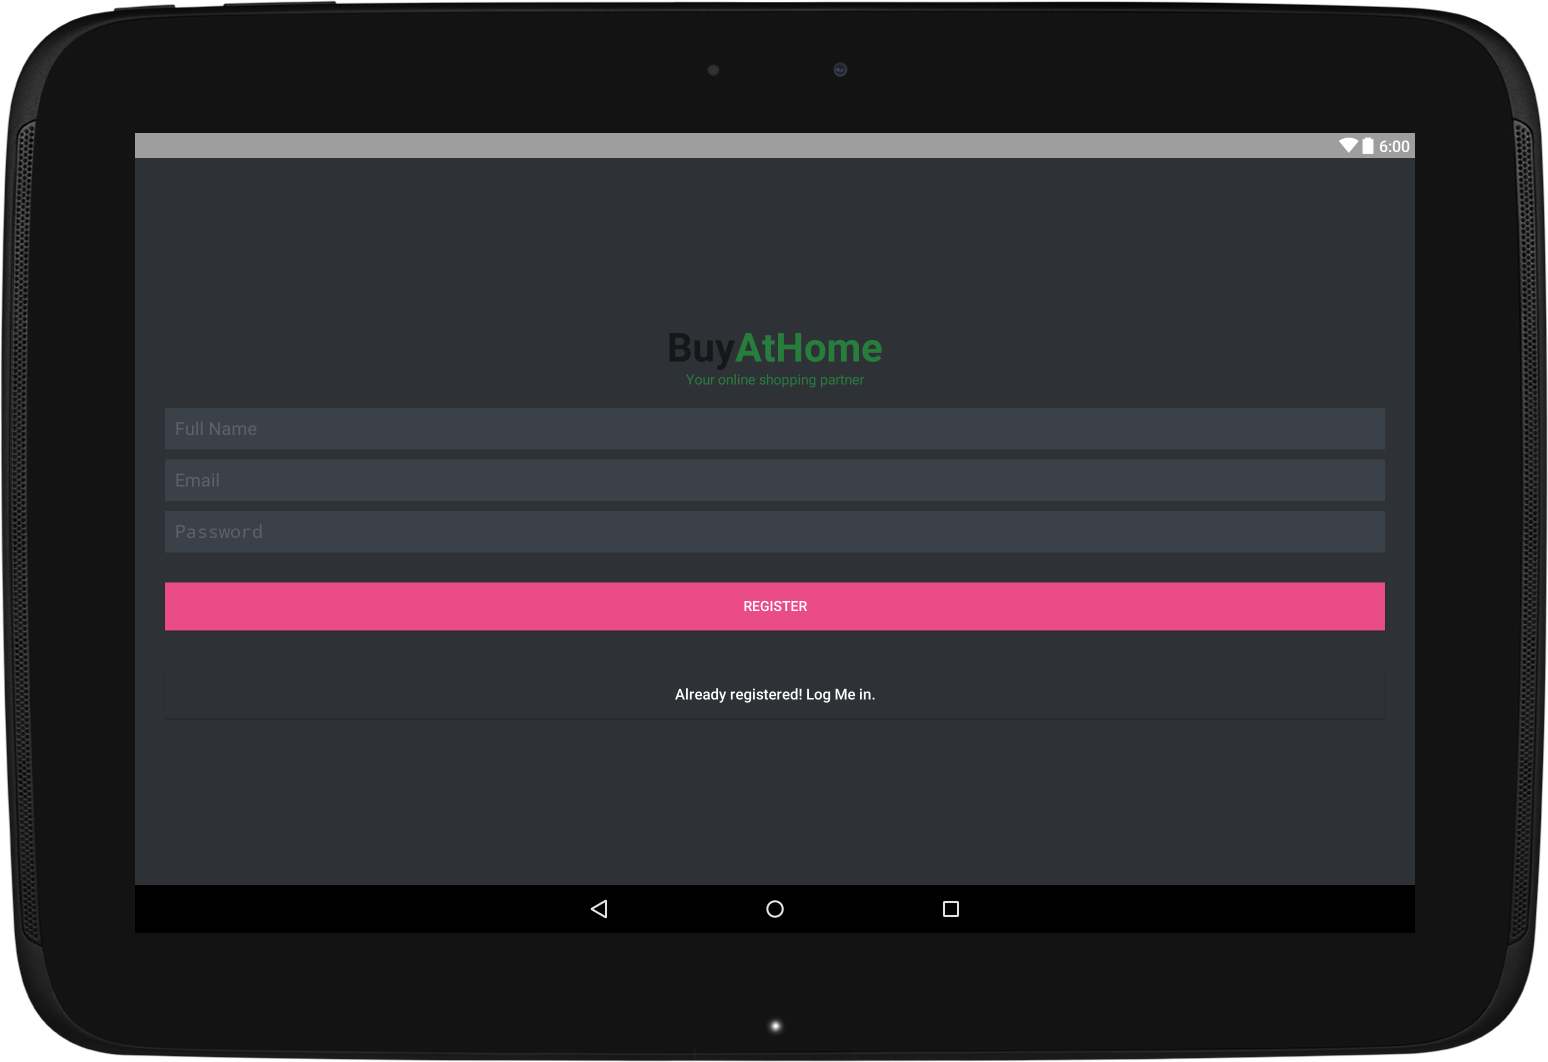 6:00
BuyAtHome
Your online shopping partner
Full Name
Email
Password
REGISTER
Already registered! Log Me in.